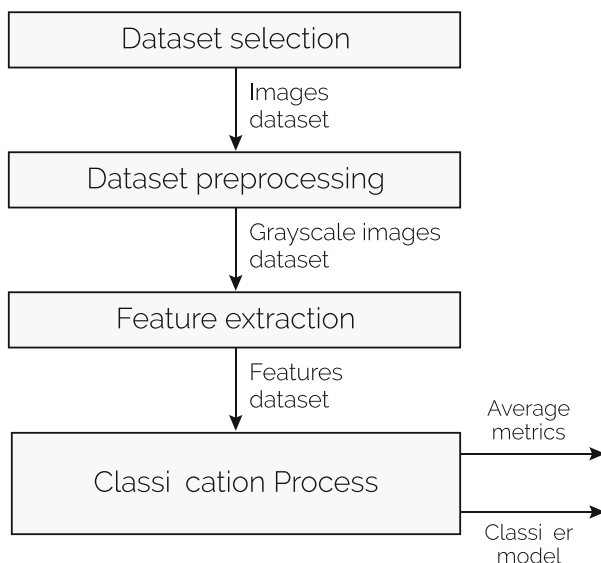 Dataset selection
Images
dataset
Dataset preprocessing
Grayscale images
dataset
Feature extraction
Features
dataset
Average
metrics
Classi cation Process
Classi er
model